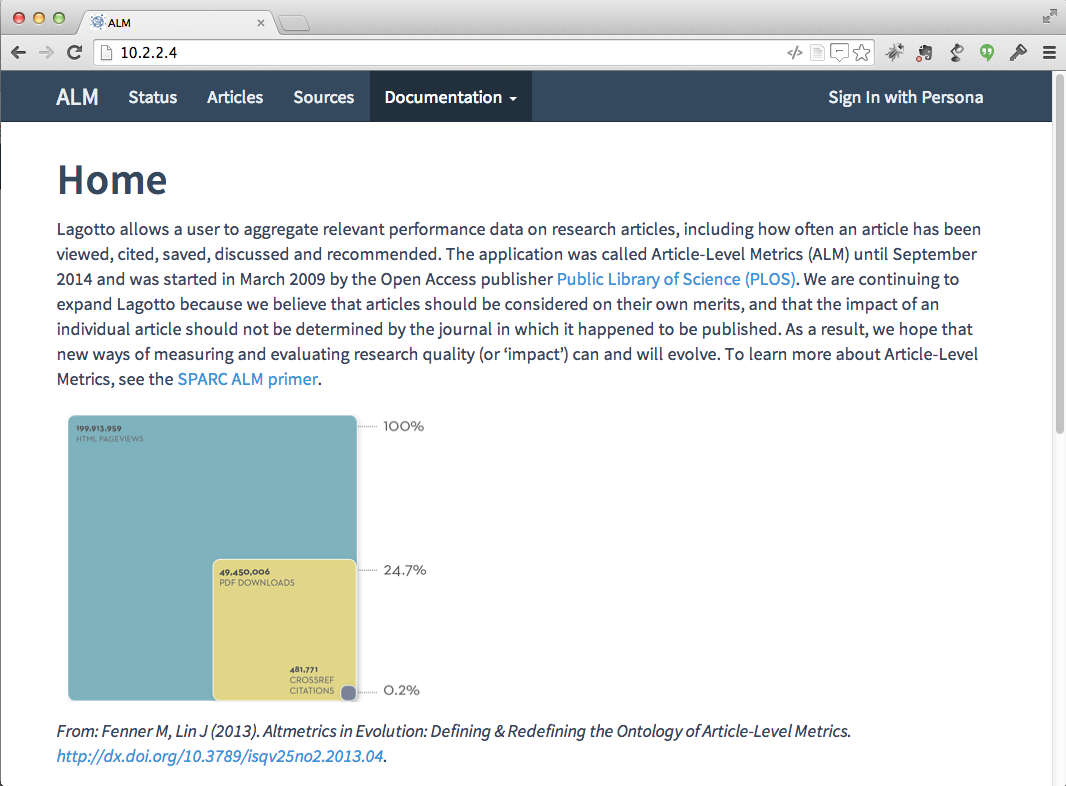 ALM
10.2.2.4
ALM Status Articles Sources Documentation Sign In with Persona
Home
Lagotto allows a user to aggregate relevant performance data on research articles, including how often an article has been
viewed, cited, saved, discussed and recommended. The application was called Article-Level Metrics (ALM) until September
2014 and was started in March 2009 by the Open Access publisher Public Library of Science (PLOS). We are continuing to
expand Lagotto because we believe that articles should be considered on their own merits, and that the impact of an
individual article should not be determined by the journal in which it happened to be published. As a result, we hope that
new ways of measuring and evaluating research quality (or ‘impact’) can and will evolve. To learn more about Article-Level
Metrics, see the SPARC ALM primer.
199,913,959
HTML PAGEVIEWS
100%
49,450,006
PDF DOWNLOADS
24.7%
481,771
CROSSREF
CITATIONS
0.2%
From: Fenner M, Lin J (2013). Altmetrics in Evolution: Defining & Redefining the Ontology of Article-Level Metrics.
http://dx.doi.org/10.3789/isqv25no2.2013.04.